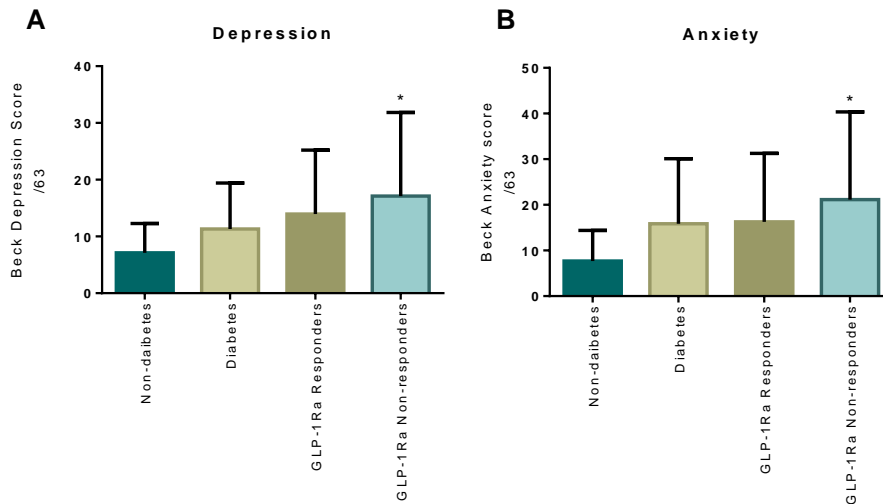 A
Depression
40
30
20
10
0
Beck Depression Score
/63
*
Non-daibetes
Diabetes
GLP-1Ra Responders
GLP-1Ra Non-responders
B
Anxiety
50
40
30
20
10
0
Beck Anxiety score
/63
*
Non-diabetes
Diabetes
GLP-1Ra Responders
GLP-1Ra Non-responders